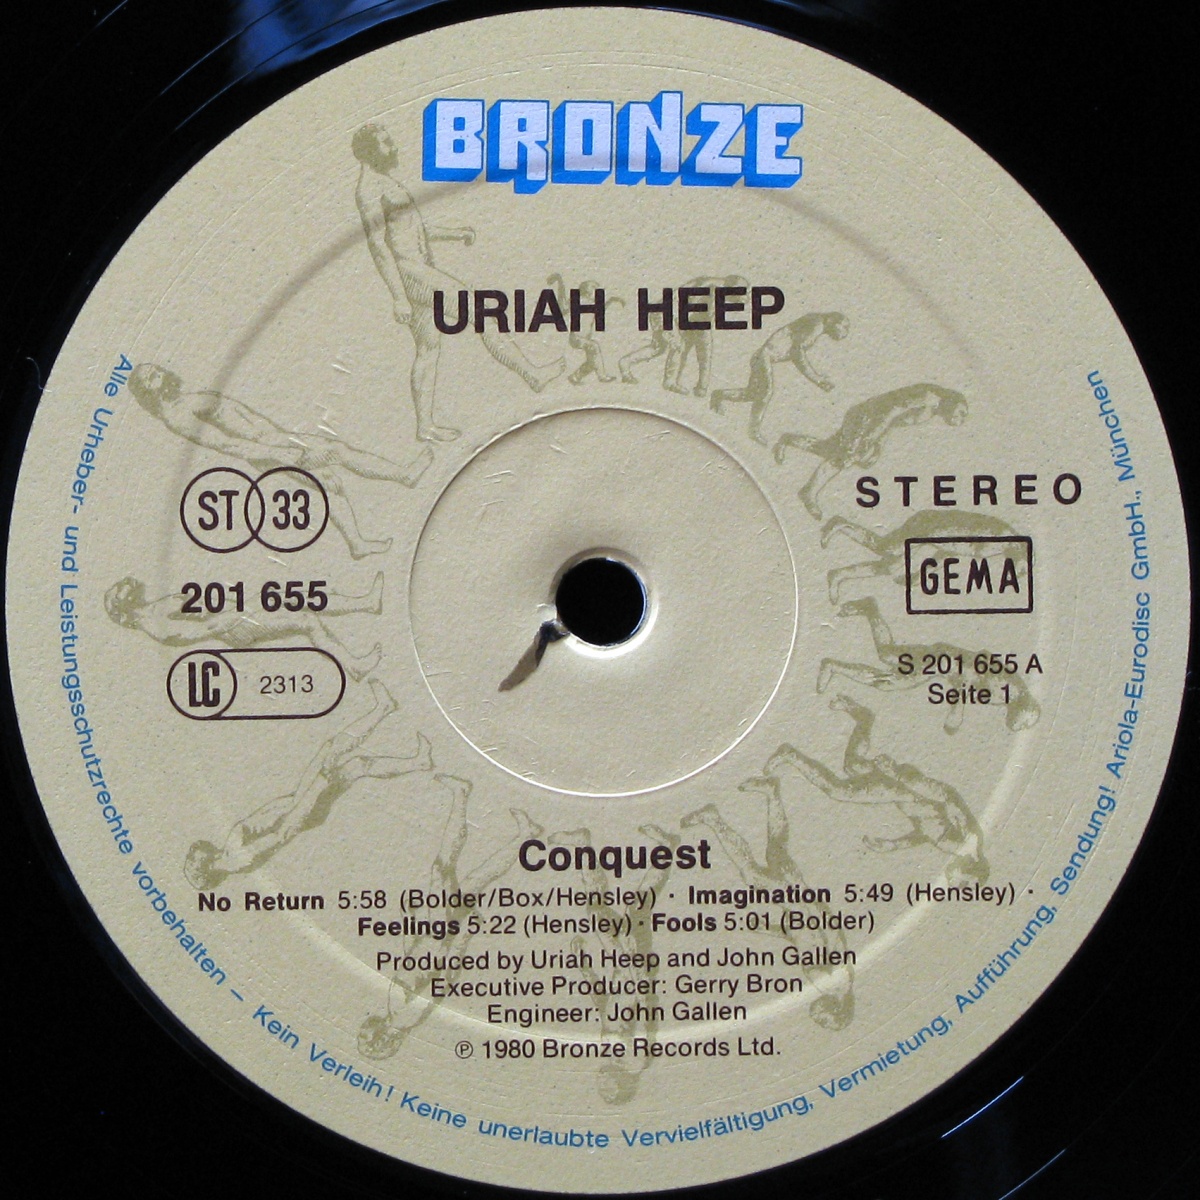 BRONZE
URIAH HEEP
ST 33
STEREO
201 655
GEMA
LC 2313
S 201 655 A
Seite 1
Conquest
No Return 5:58 (Bolder/Box/Hensley) · Imagination 5:49 (Hensley) ·
Feelings 5:22 (Hensley) · Fools 5:01 (Bolder)
Produced by Uriah Heep and John Gallen
Executive Producer: Gerry Bron
Engineer: John Gallen
℗ 1980 Bronze Records Ltd.
Alle Urheber- und Leistungsschutzrechte vorbehalten – Kein Verleih! Keine unerlaubte Vervielfältigung, Vermietung, Aufführung, Sendung! Ariola-Eurodisc GmbH., München